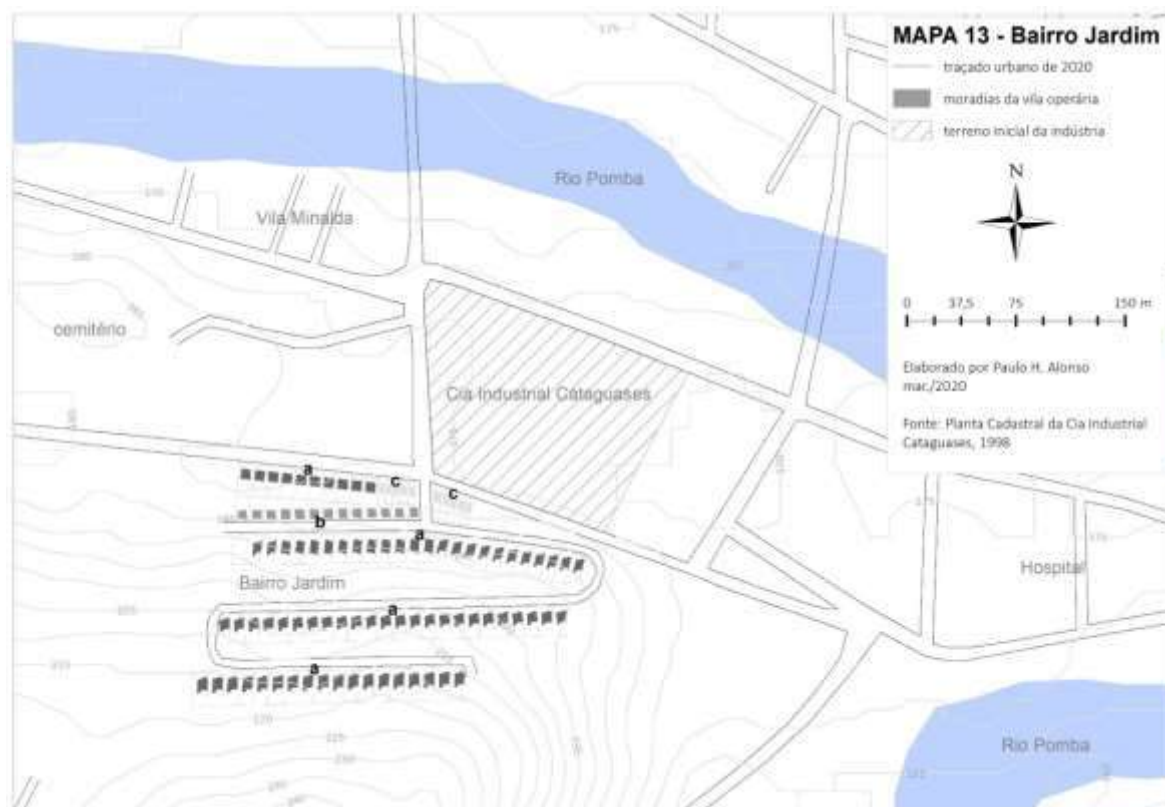 MAPA 13 - Bairro Jardim
traçado urbano de 2020
moradias da vila operária
terreno inicial da indústria
N
0 37,5 75 150 m
Elaborado por Paulo H. Alonso
mar./2020
Fonte: Planta Cadastral da Cia Industrial
Cataguases, 1998
175
Rio Pomba
Vila Minalda
cemitério
Cia Industrial Cataguases
a
c
c
b
a
Bairro Jardim
Hospital
a
a
Rio Pomba